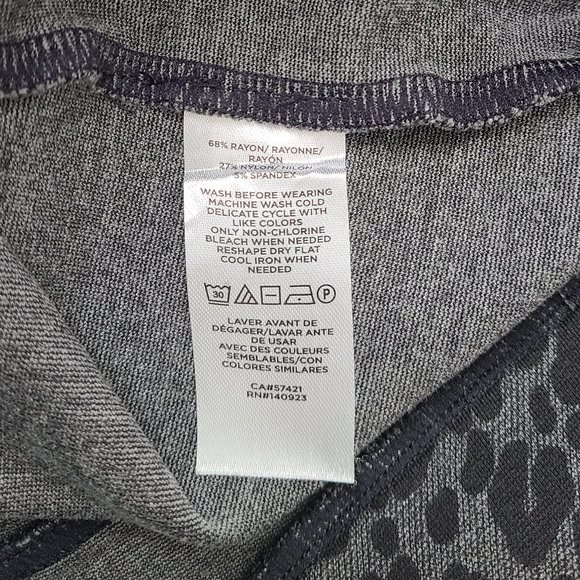 68% RAYON/ RAYONNE/
RAYÓN
27% NYLON/ NILÓN
5% SPANDEX
WASH BEFORE WEARING
MACHINE WASH COLD
DELICATE CYCLE WITH
LIKE COLORS
ONLY NON-CHLORINE
BLEACH WHEN NEEDED
RESHAPE DRY FLAT
COOL IRON WHEN
NEEDED
30 P
LAVER AVANT DE
DÉGAGER/LAVAR ANTE
DE USAR
AVEC DES COULEURS
SEMBLABLES/CON
COLORES SIMILARES
CA#57421
RN#140923